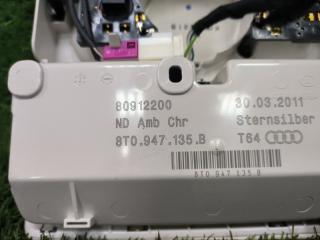 80912200 30.03.2011
ND Amb Chr Sternsilber
8T0.947.135.B T64
8T0 947 135 B